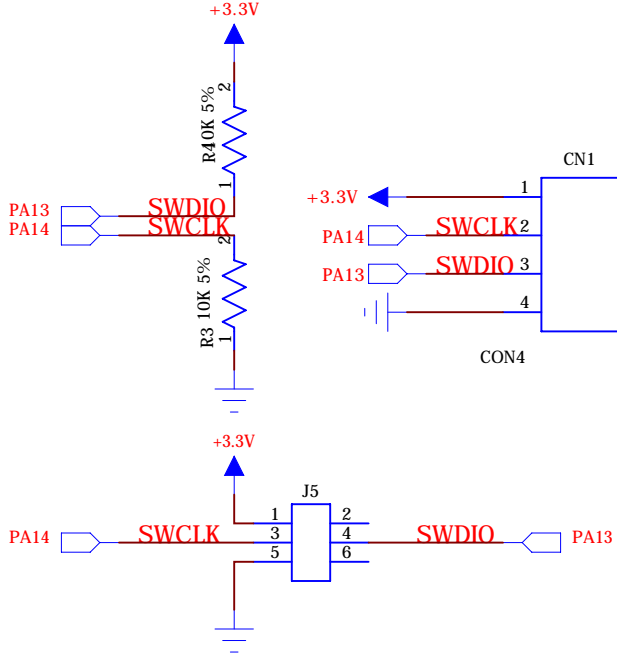 +3.3V
2
R40K 5%
1
PA13 SWDIO
PA14 SWCLK
2
R3 10K 5%
1
CN1
+3.3V 1
PA14 SWCLK 2
PA13 SWDIO 3
4
CON4
+3.3V
J5
1 2
PA14 SWCLK 3 4 SWDIO PA13
5 6